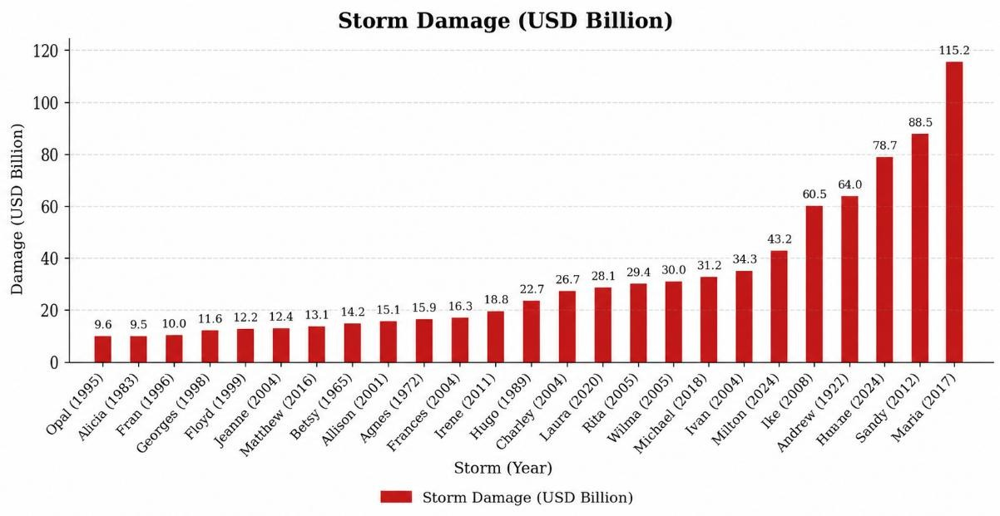 Storm Damage (USD Billion)
Damage (USD Billion)
120
100
80
60
40
20
0
9.6
9.5
10.0
11.6
12.2
12.4
13.1
14.2
15.1
15.9
16.3
18.8
22.7
26.7
28.1
29.4
30.0
31.2
34.3
43.2
60.5
64.0
78.7
88.5
115.2
Opal (1995)
Alicia (1983)
Fran (1996)
Georges (1998)
Floyd (1999)
Jeanne (2004)
Matthew (2016)
Betsy (1965)
Allison (2001)
Agnes (1972)
Frances (2004)
Irene (2011)
Hugo (1989)
Charley (2004)
Laura (2020)
Rita (2005)
Wilma (2005)
Michael (2018)
Ivan (2004)
Milton (2024)
Ike (2008)
Andrew (1922)
(2024)
Sandy (2012)
Maria (2017)
Storm (Year)
Storm Damage (USD Billion)